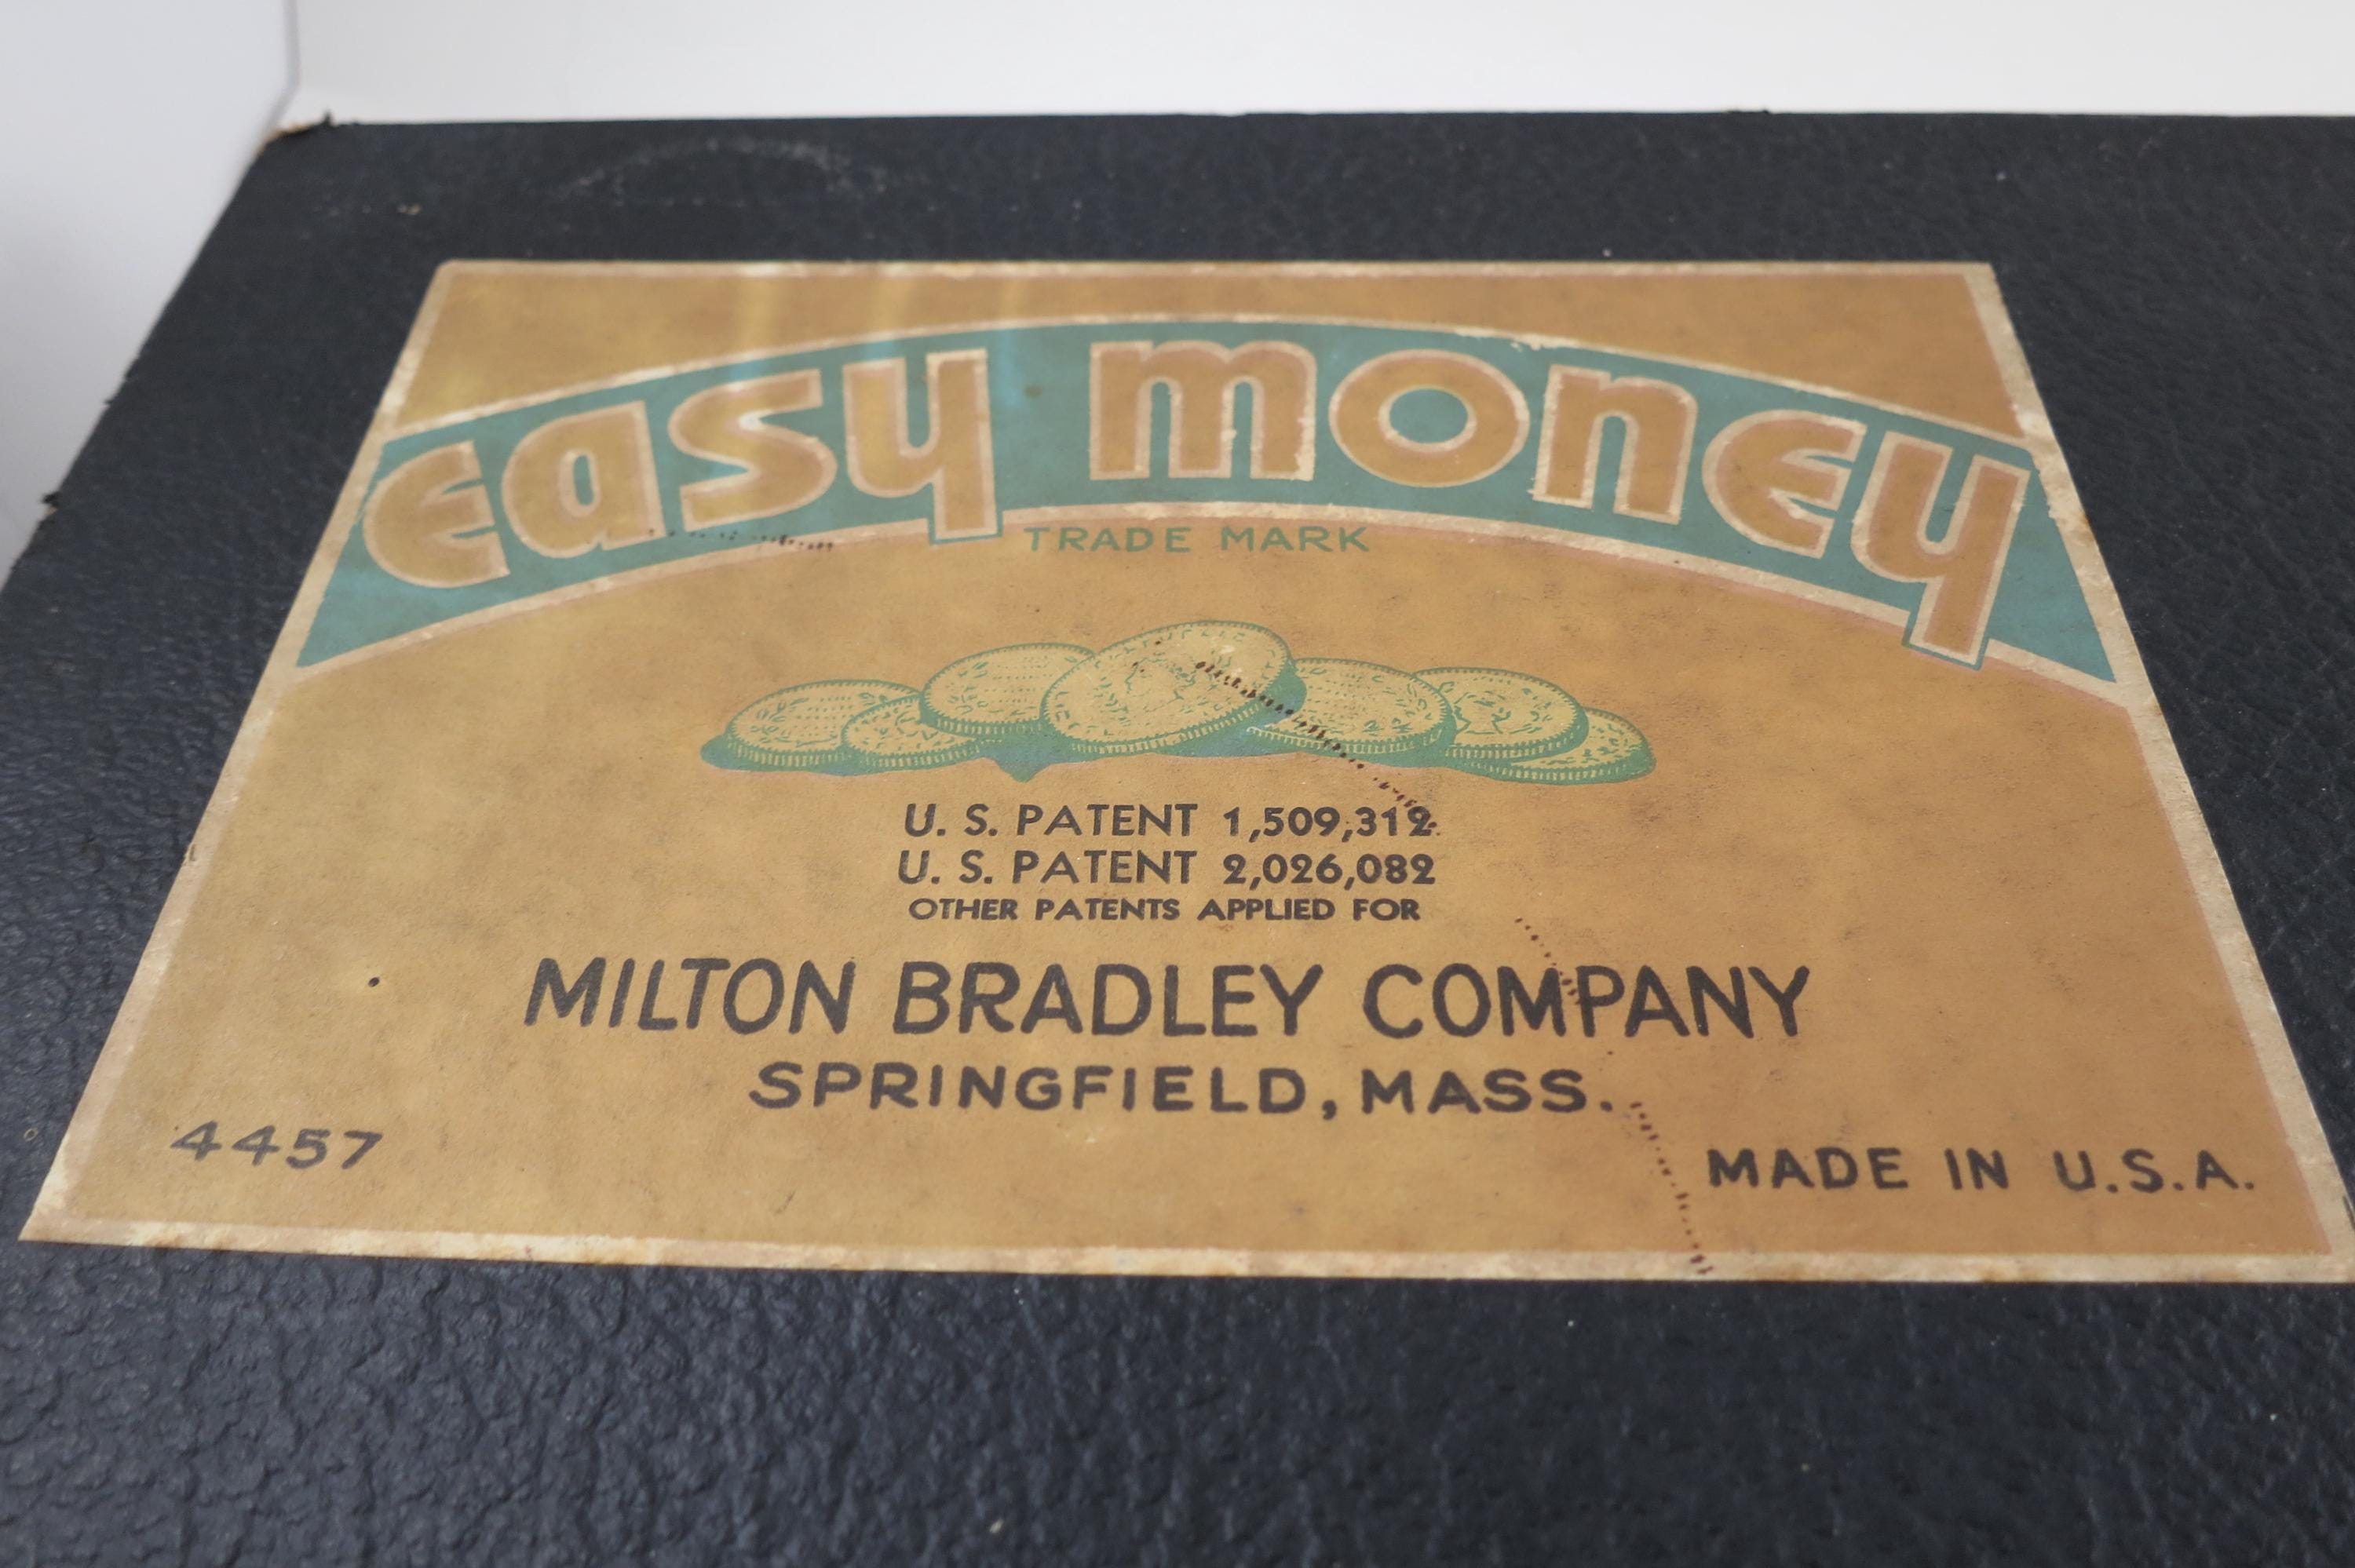 easy money
TRADE MARK
U. S. PATENT 1,509,312.
U. S. PATENT 2,026,082
OTHER PATENTS APPLIED FOR
MILTON BRADLEY COMPANY
SPRINGFIELD, MASS.
4457
MADE IN U.S.A.